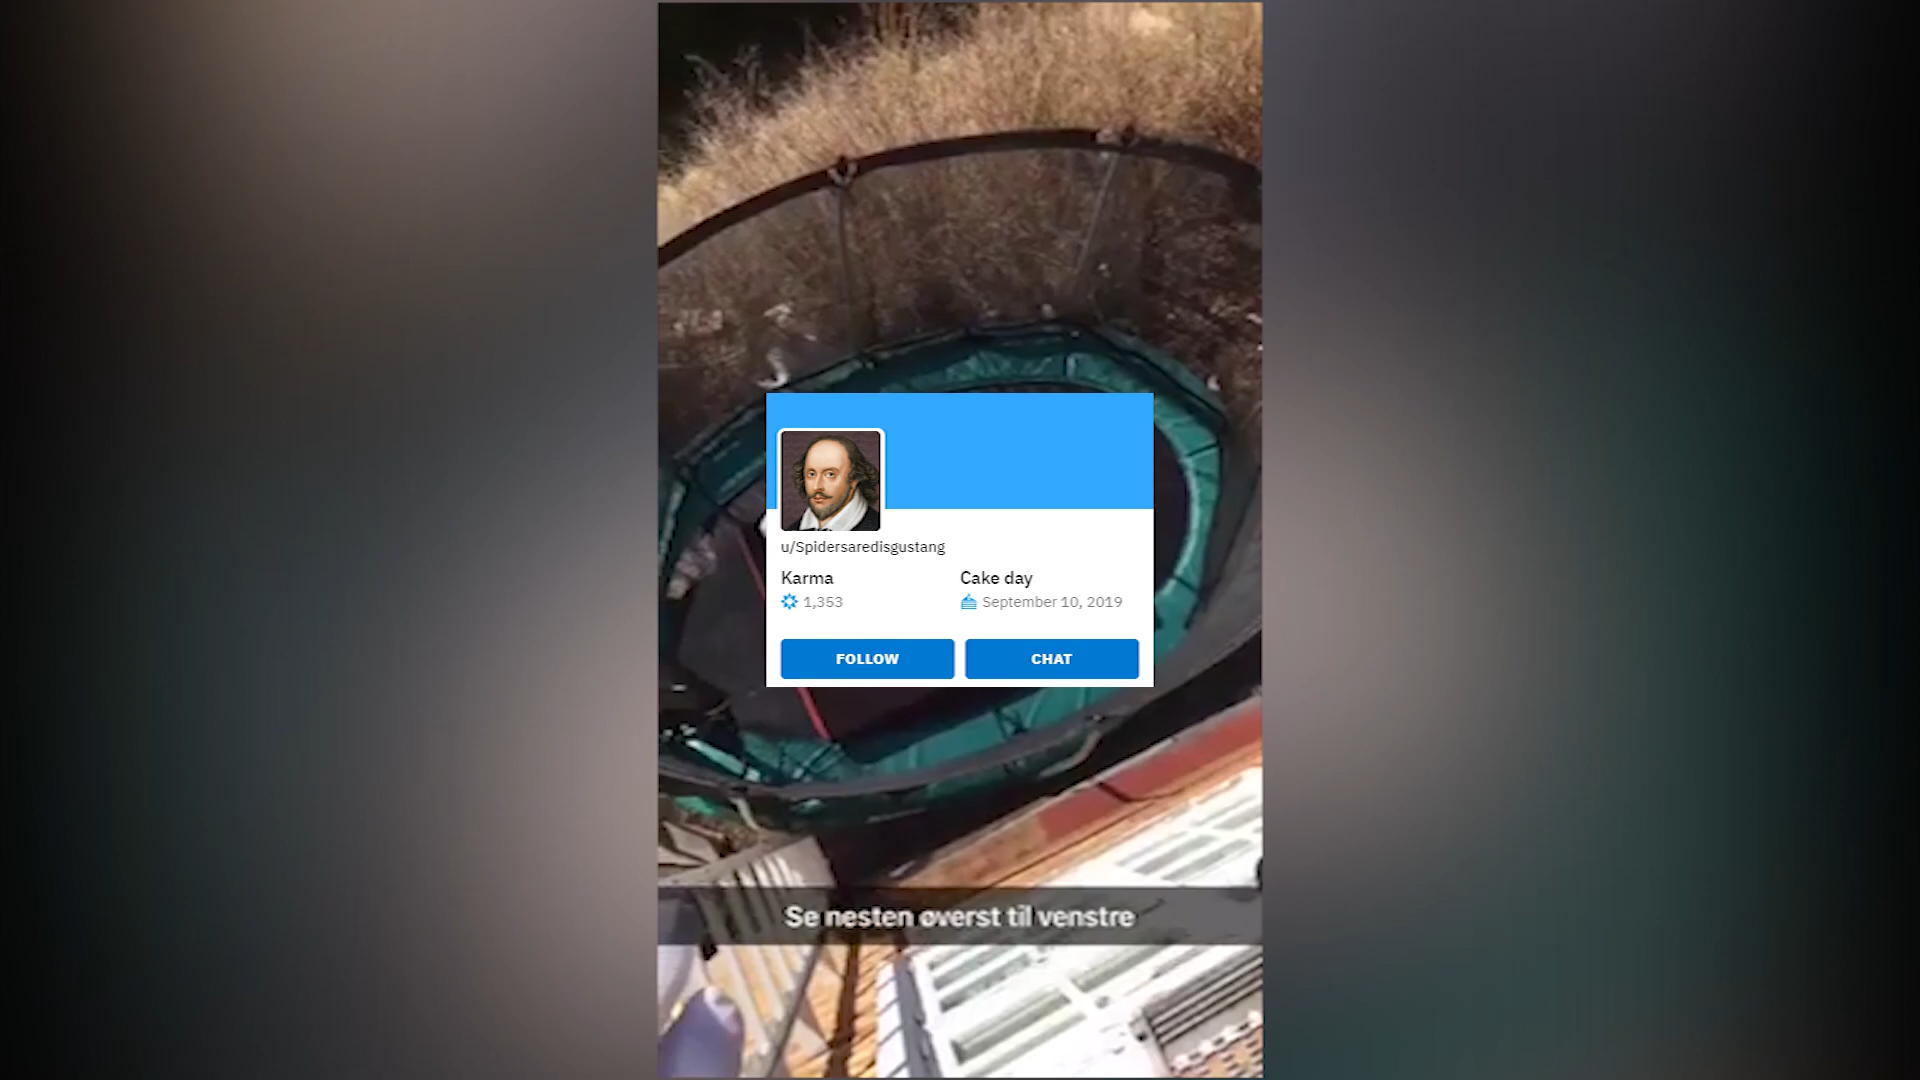 u/Spidersaredisgustang
Karma
Cake day
1,353
September 10, 2019
FOLLOW
CHAT
Se nesten øverst til venstre